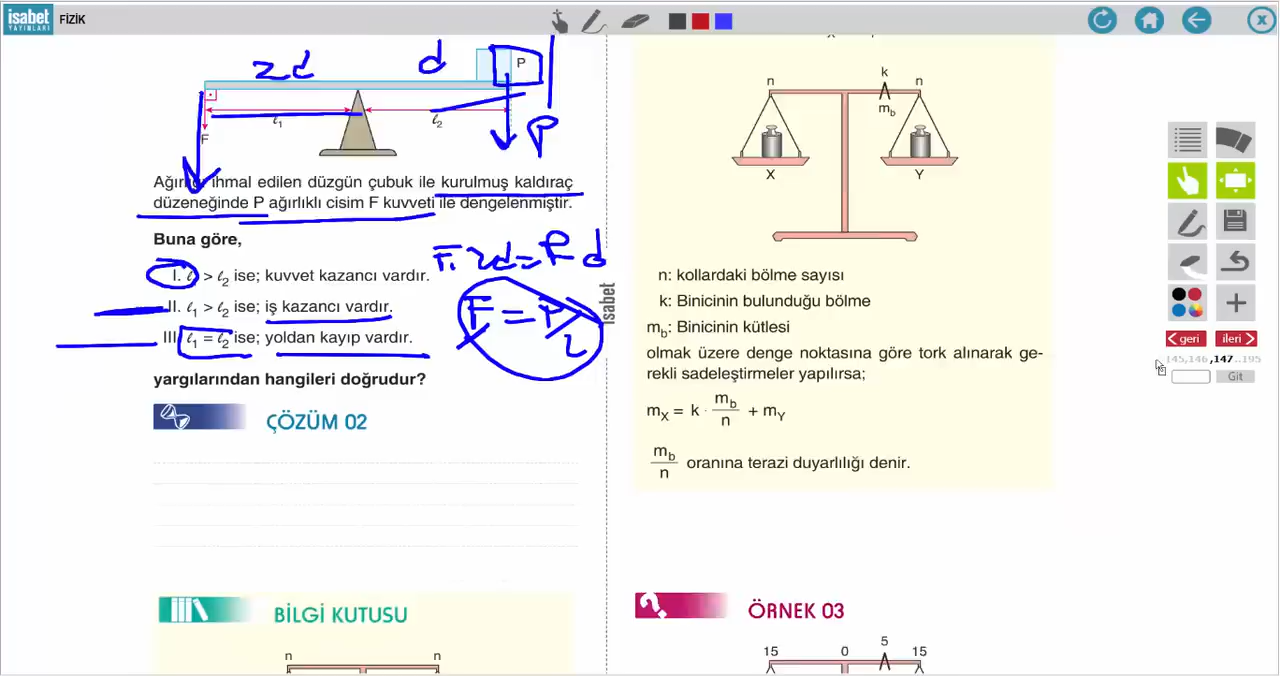 isabet
YAYINLARI
FİZİK
2d
d
P
ℓ1
ℓ2
F
P
Ağırlığı ihmal edilen düzgün çubuk ile kurulmuş kaldıraç
düzeneğinde P ağırlıklı cisim F kuvveti ile dengelenmiştir.
Buna göre,
F. 2d = P. d
I. ℓ1 > ℓ2 ise; kuvvet kazancı vardır.
II. ℓ1 > ℓ2 ise; iş kazancı vardır.
F = P/2
III. ℓ1 = ℓ2 ise; yoldan kayıp vardır.
yargılarından hangileri doğrudur?
ÇÖZÜM 02
BİLGİ KUTUSU
n
n
isabet
k
n
n
mb
X
Y
n: kollardaki bölme sayısı
k: Binicinin bulunduğu bölme
mb: Binicinin kütlesi
olmak üzere denge noktasına göre tork alınarak ge-
rekli sadeleştirmeler yapılırsa;
mX = k · mb/n + mY
mb/n oranına terazi duyarlılığı denir.
ÖRNEK 03
15
0
5
15
geri
ileri
145,146,147..195
Git